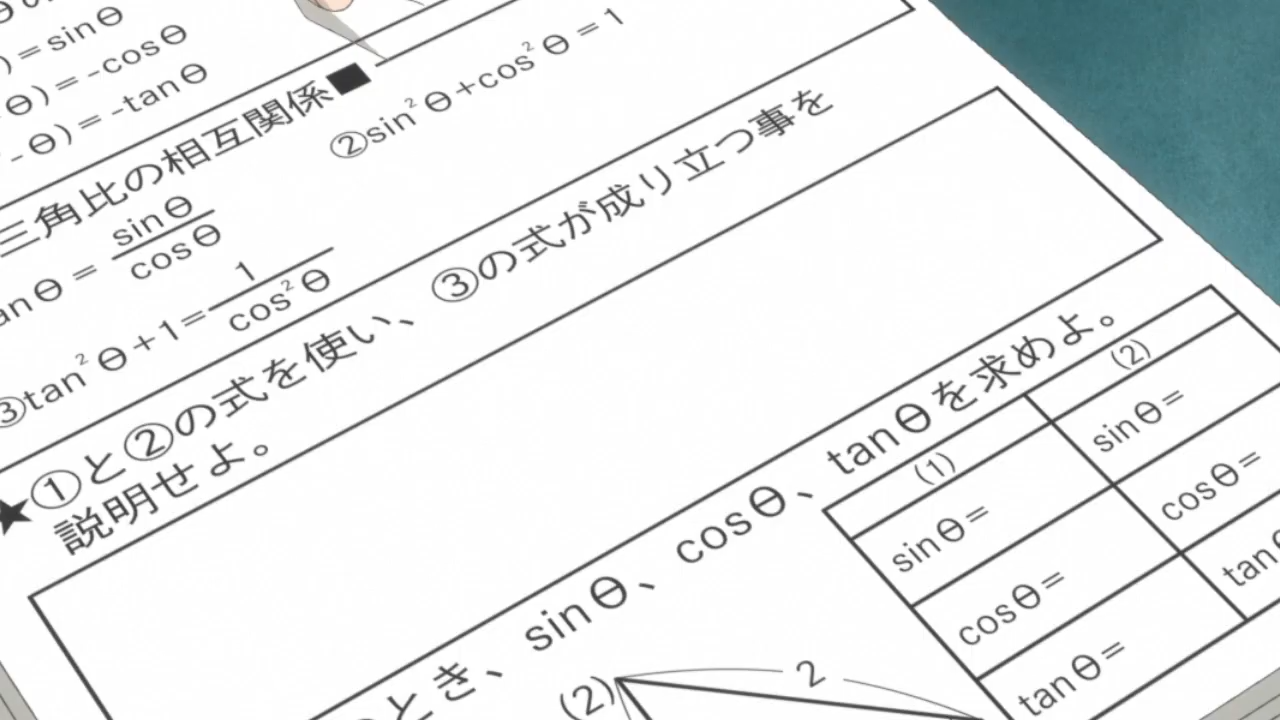 ) = sinθ
θ) = -cosθ
-θ) = -tanθ
三角比の相互関係■
anθ = sinθ/cosθ
②sin²θ+cos²θ = 1
③tan²θ+1 = 1/cos²θ
★①と②の式を使い、③の式が成り立つ事を
説明せよ。
とき、sinθ、cosθ、tanθを求めよ。
(1) (2)
sinθ= sinθ=
cosθ= cosθ=
tanθ= tan
(2) 2